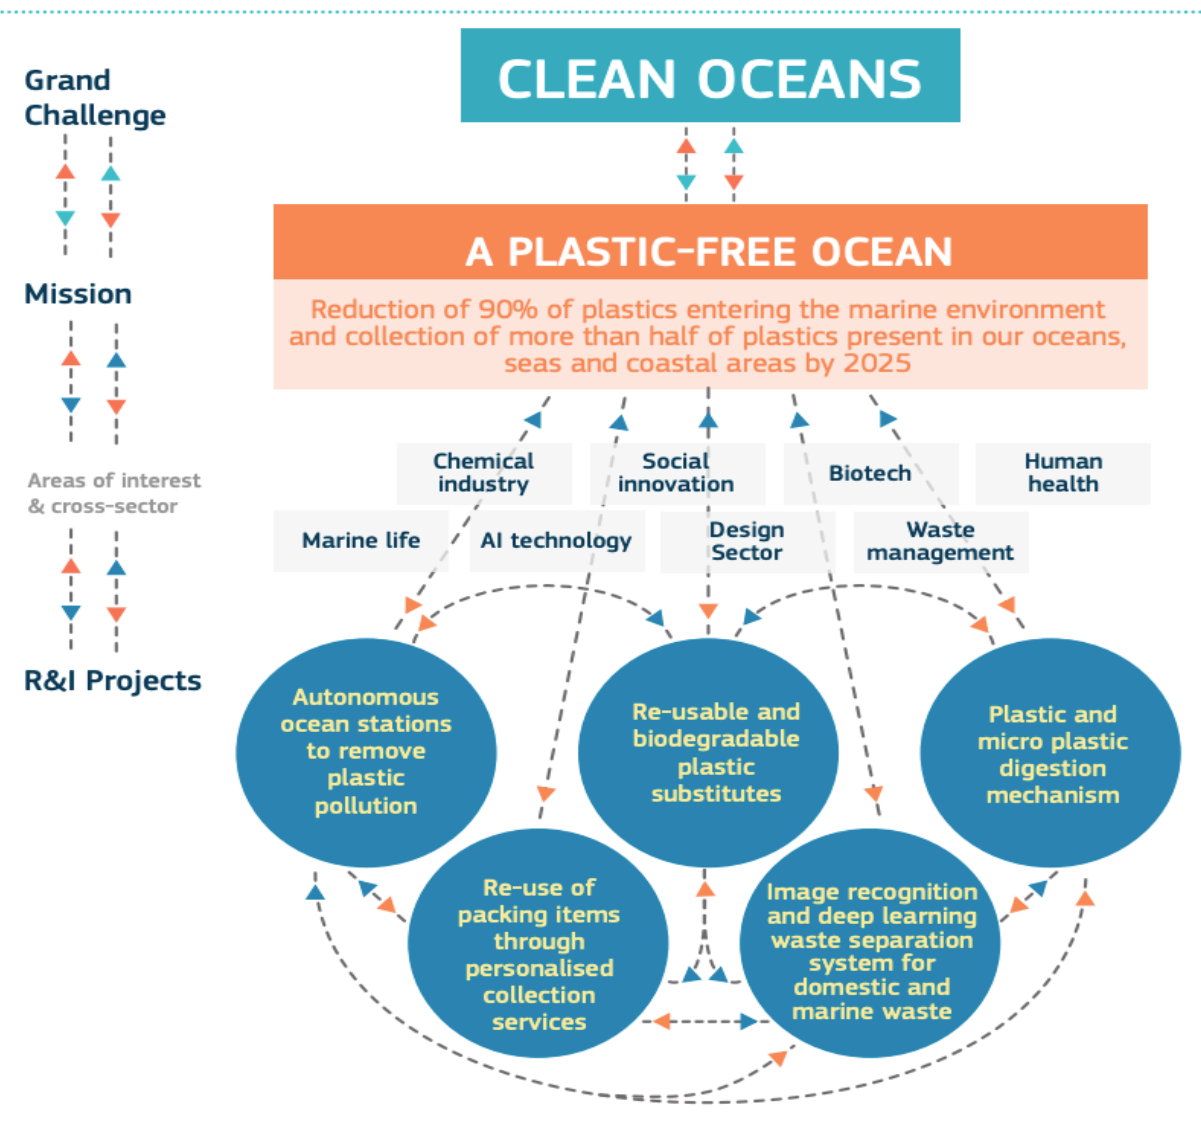 CLEAN OCEANS
Grand
Challenge
A PLASTIC-FREE OCEAN
Mission
Reduction of 90% of plastics entering the marine environment
and collection of more than half of plastics present in our oceans,
seas and coastal areas by 2025
Areas of interest
& cross-sector
Chemical
industry
Social
innovation
Biotech
Human
health
Marine life
AI technology
Design
Sector
Waste
management
R&I Projects
Autonomous
ocean stations
to remove
plastic
pollution
Re-usable and
biodegradable
plastic
substitutes
Plastic and
micro plastic
digestion
mechanism
Re-use of
packing items
through
personalised
collection
services
Image recognition
and deep learning
waste separation
system for
domestic and
marine waste